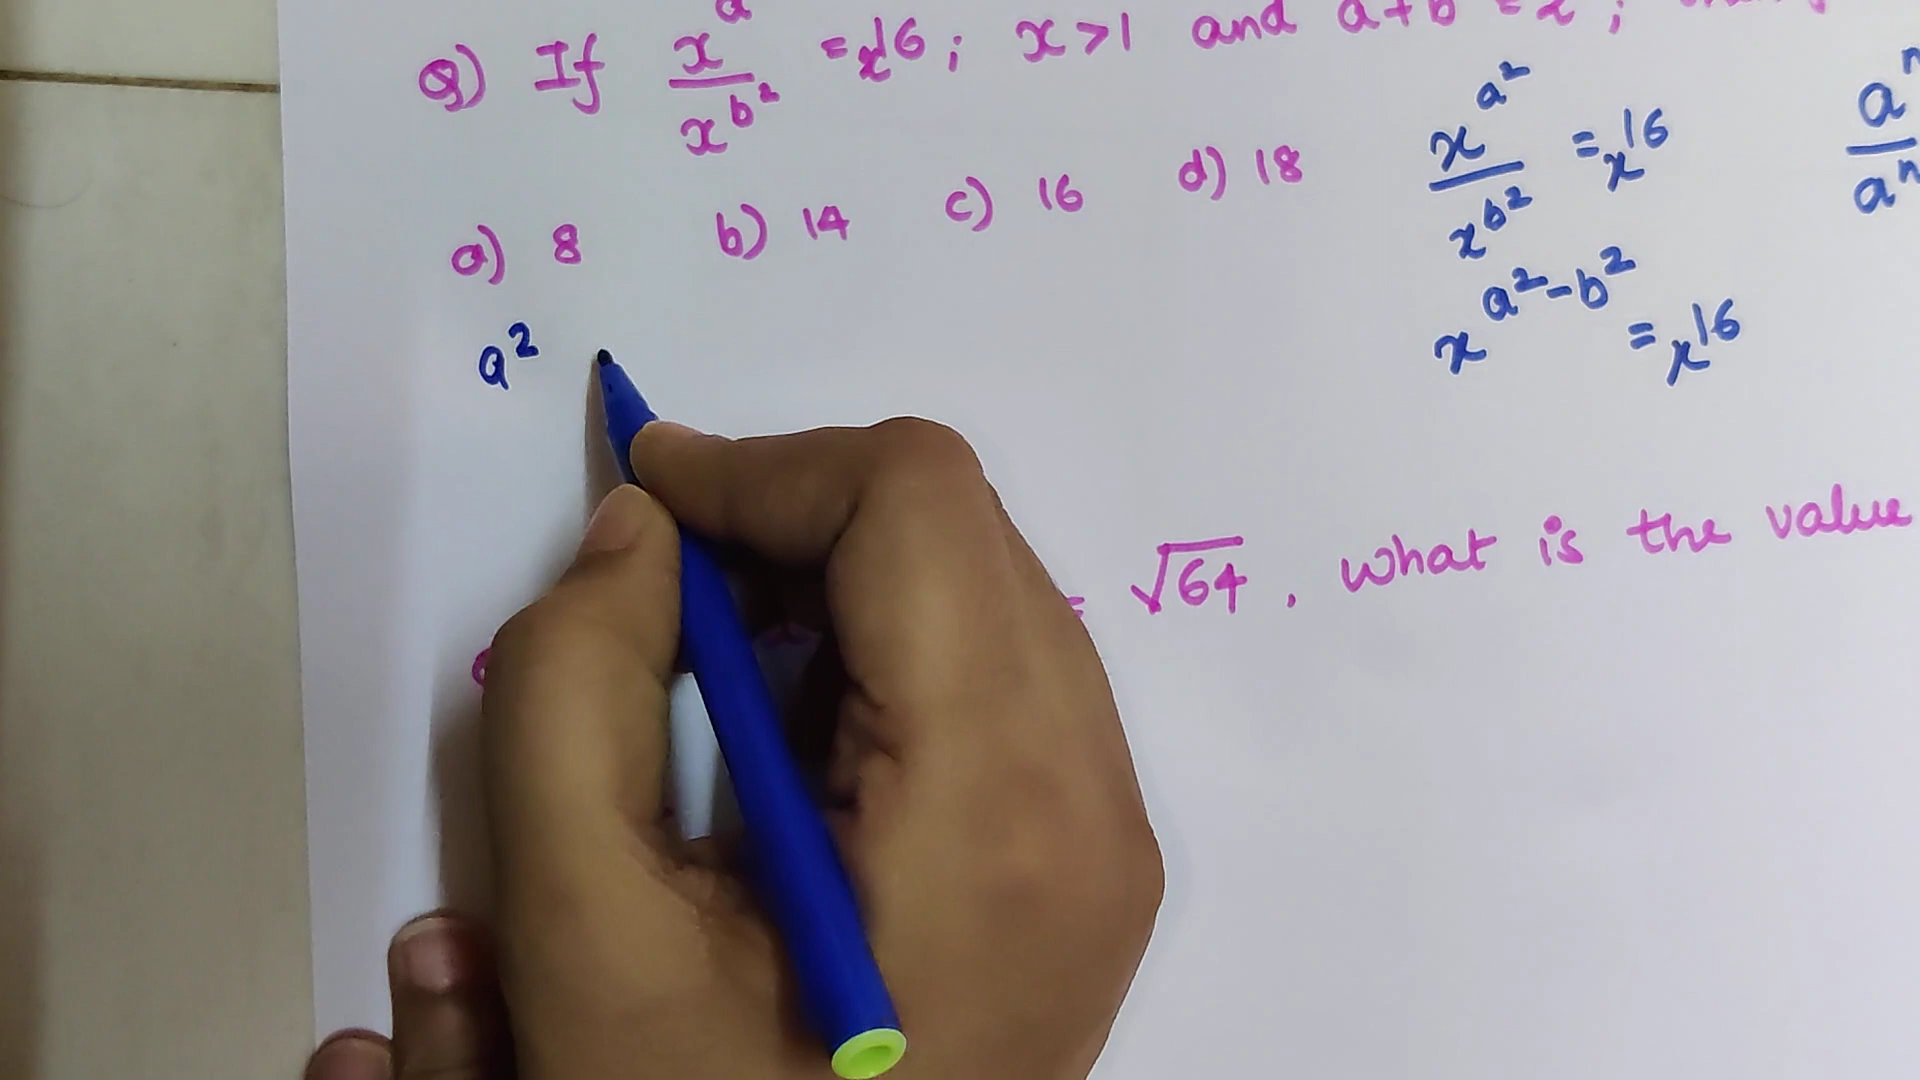 Q) If x^a / x^b² = x^16 ; x > 1 and a + b = 2 ;
a) 8 b) 14 c) 16 d) 18
x^a² / x^b² = x^16
x^a²-b² = x^16
a^n / a^n
a²
= √64 . What is the value